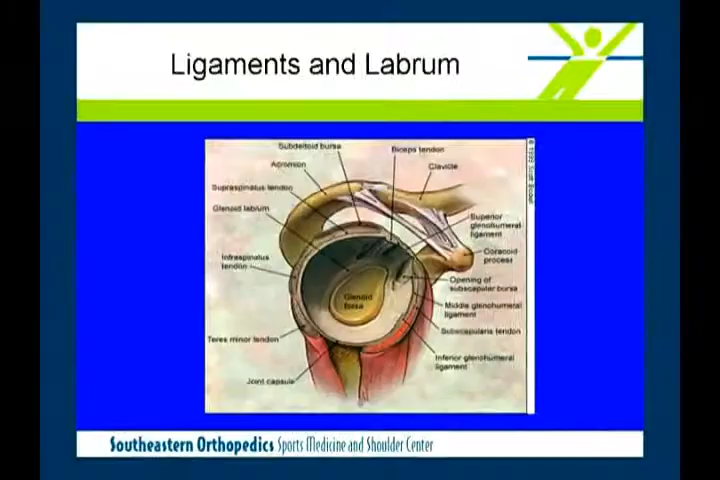 Ligaments and Labrum
Subdeltoid bursa
Biceps tendon
Acromion
Clavicle
Supraspinatus tendon
Glenoid labrum
Superior
glenohumeral
ligament
Infraspinatus
tendon
Coracoid
process
Opening of
subscapular bursa
Glenoid
fossa
Middle glenohumeral
ligament
Subscapularis tendon
Teres minor tendon
Inferior glenohumeral
ligament
Joint capsule
Southeastern Orthopedics Sports Medicine and Shoulder Center